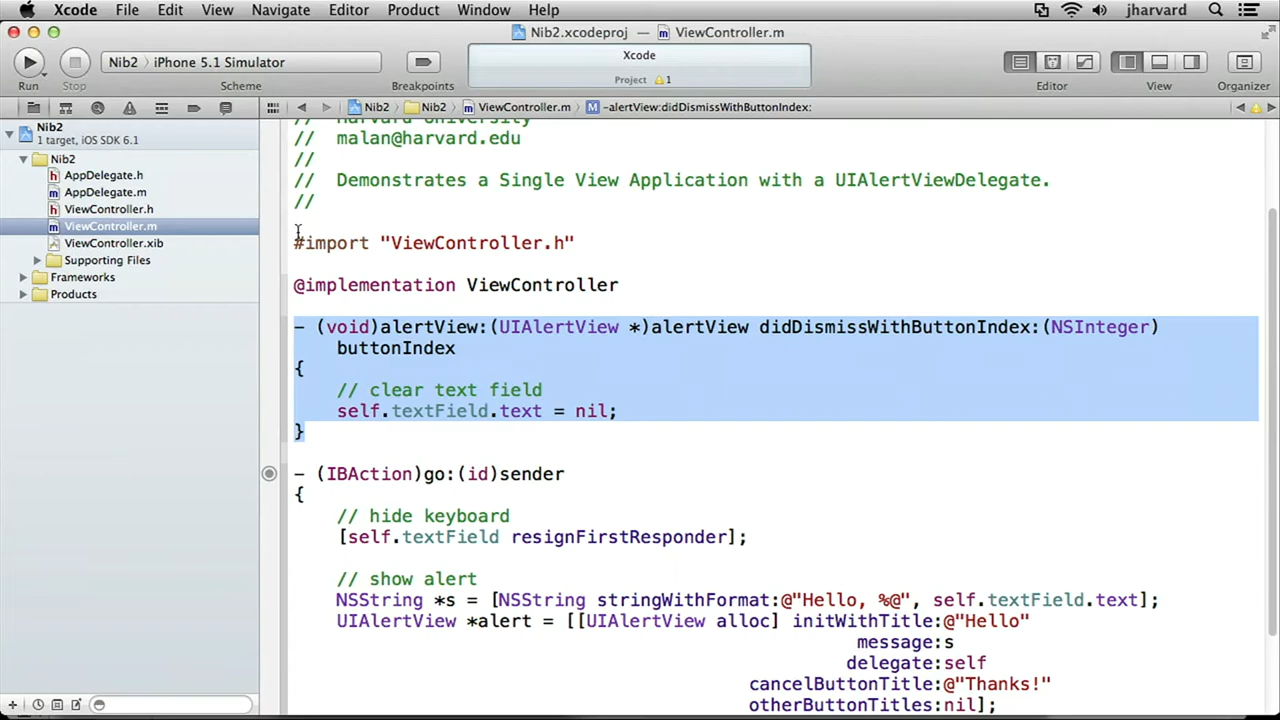 Xcode File Edit View Navigate Editor Product Window Help jharvard
Nib2.xcodeproj — ViewController.m
Nib2 iPhone 5.1 Simulator
Xcode
Project 1
Run Stop Scheme Breakpoints Editor View Organizer
Nib2 Nib2 ViewController.m M -alertView:didDismissWithButtonIndex:
Nib2
1 target, iOS SDK 6.1
Nib2
h AppDelegate.h
m AppDelegate.m
h ViewController.h
m ViewController.m
ViewController.xib
Supporting Files
Frameworks
Products
// Harvard University
// malan@harvard.edu
//
// Demonstrates a Single View Application with a UIAlertViewDelegate.
//
#import "ViewController.h"
@implementation ViewController
- (void)alertView:(UIAlertView *)alertView didDismissWithButtonIndex:(NSInteger)
buttonIndex
{
// clear text field
self.textField.text = nil;
}
- (IBAction)go:(id)sender
{
// hide keyboard
[self.textField resignFirstResponder];
// show alert
NSString *s = [NSString stringWithFormat:@"Hello, %@", self.textField.text];
UIAlertView *alert = [[UIAlertView alloc] initWithTitle:@"Hello"
message:s
delegate:self
cancelButtonTitle:@"Thanks!"
otherButtonTitles:nil];